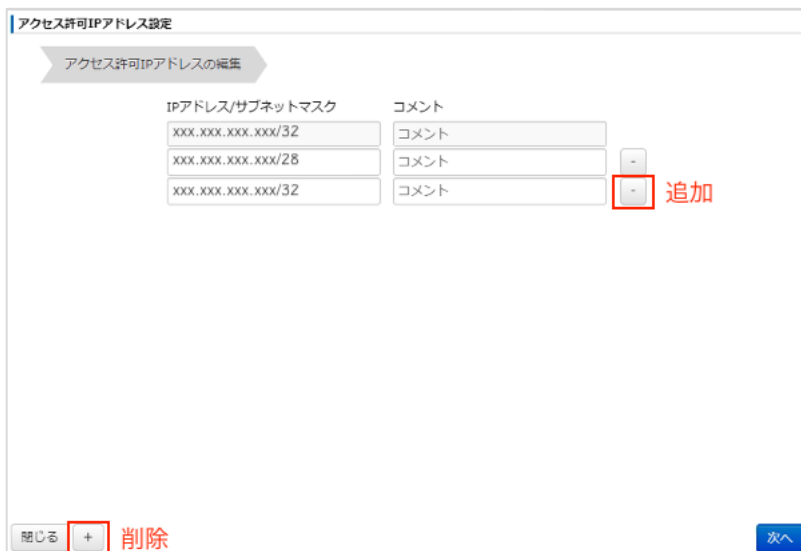 アクセス許可IPアドレス設定
アクセス許可IPアドレスの編集
IPアドレス/サブネットマスク コメント
xxx.xxx.xxx.xxx/32 コメント
xxx.xxx.xxx.xxx/28 コメント -
xxx.xxx.xxx.xxx/32 コメント - 追加
閉じる + 削除 次へ